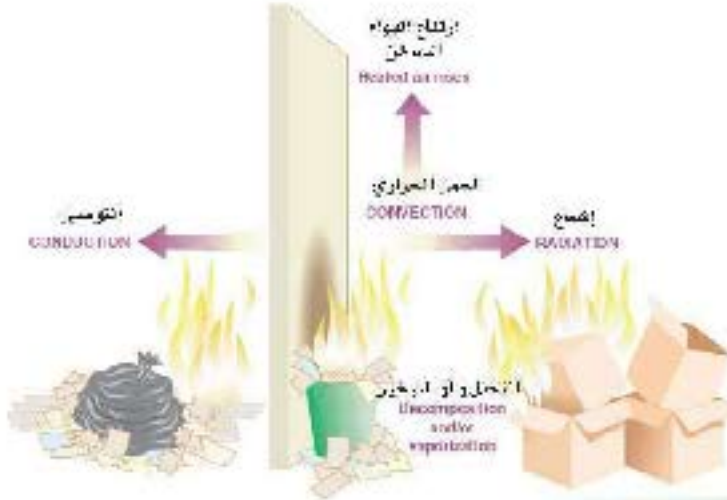 ارتفاع الهواء
الساخن
Heated air rises
الحمل الحراري
CONVECTION
التوصيل
CONDUCTION
إشعاع
RADIATION
التحلل و/أو التبخير
Decomposition
and/or
vaporization